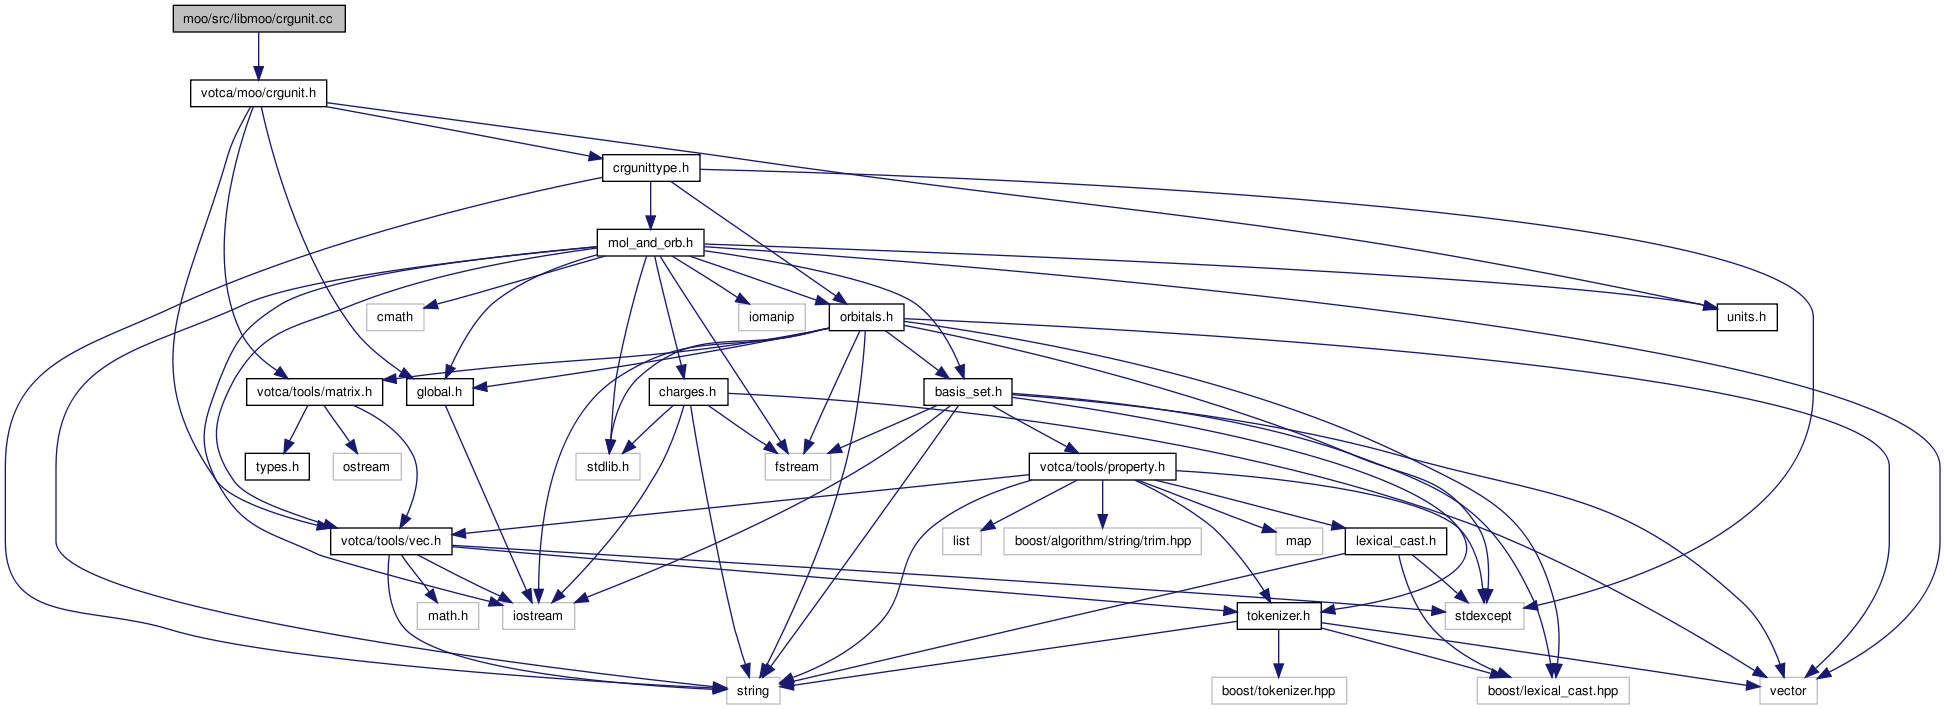 moo/src/libmoo/crgunit.cc
votca/moo/crgunit.h
crgunittype.h
mol_and_orb.h
cmath
iomanip
orbitals.h
units.h
votca/tools/matrix.h
global.h
charges.h
basis_set.h
types.h
ostream
stdlib.h
fstream
votca/tools/property.h
votca/tools/vec.h
list
boost/algorithm/string/trim.hpp
map
lexical_cast.h
math.h
iostream
tokenizer.h
stdexcept
string
boost/tokenizer.hpp
boost/lexical_cast.hpp
vector